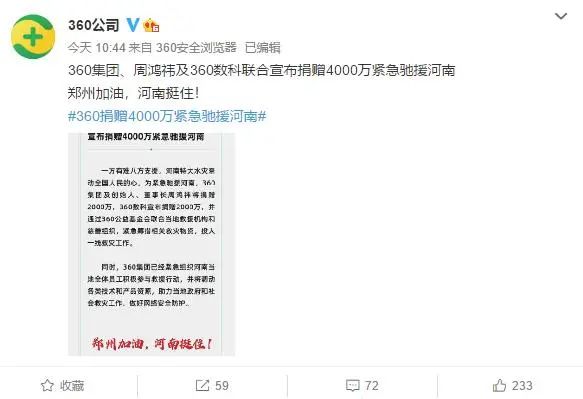 360公司
今天 10:44 来自 360安全浏览器 已编辑
360集团、周鸿祎及360数科联合宣布捐赠4000万紧急驰援河南
郑州加油，河南挺住！
#360捐赠4000万紧急驰援河南#
宣布捐赠4000万紧急驰援河南
一方有难八方支援，河南特大水灾牵
动全国人民的心。为紧急驰援河南，360
集团及创始人、董事长周鸿祎将捐赠
2000万，360数科宣布捐赠2000万，并
通过360公益基金会联合当地救援机构和
慈善组织，紧急筹措相关救灾物资，投入
一线救灾工作。
同时，360集团已经紧急组织河南当
地全体员工积极参与救援行动，并将调动
各类技术和产品资源，助力当地政府和社
会救灾工作，做好网络安全防护。
郑州加油，河南挺住！
收藏 59 72 233